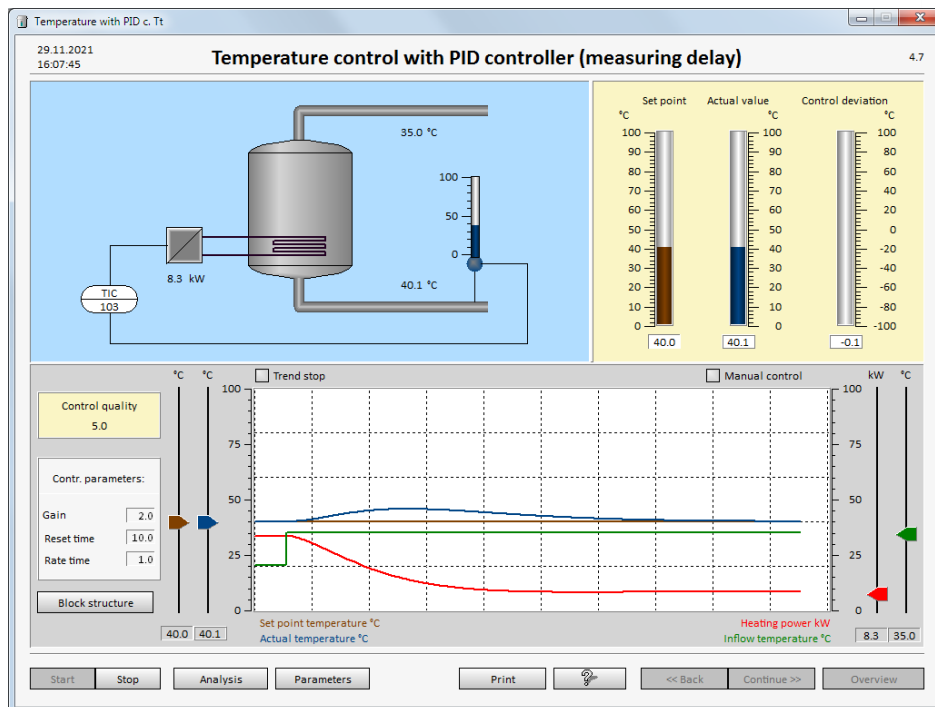 Temperature with PID c. Tt
29.11.2021
16:07:45
Temperature control with PID controller (measuring delay)
4.7
35.0 °C
100
50
0
8.3 kW
40.1 °C
TIC
103
Set point Actual value Control deviation
°C °C °C
100 100 100
90 90 80
80 80 60
70 70 40
60 60 20
50 50 0
40 40 -20
30 30 -40
20 20 -60
10 10 -80
0 0 -100
40.0 40.1 -0.1
°C °C Trend stop Manual control kW °C
Control quality
5.0
Contr. parameters:
Gain 2.0
Reset time 10.0
Rate time 1.0
Block structure
100 100
75 75
50 50
25 25
0 0
40.0 40.1 8.3 35.0
Set point temperature °C Heating power kW
Actual temperature °C Inflow temperature °C
Start Stop Analysis Parameters Print ? << Back Continue >> Overview